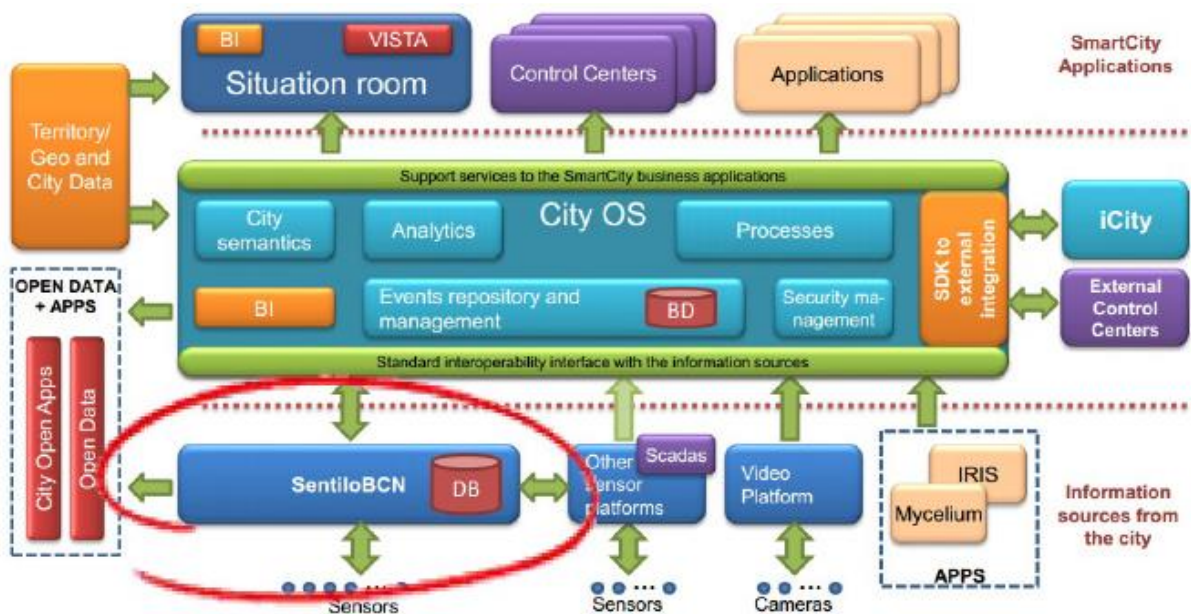 BI
VISTA
Situation room
Control Centers
Applications
SmartCity
Applications
Territory/
Geo and
City Data
Support services to the SmartCity business applications
City OS
City
semantics
Analytics
Processes
BI
Events repository and
management
BD
Security ma-
nagement
SDK to
external
integration
iCity
External
Control
Centers
Standard interoperability interface with the information sources
OPEN DATA
+ APPS
City Open Apps
Open Data
SentiloBCN
DB
Other
sensor
platforms
Scadas
Video
Platform
IRIS
Mycelium
APPS
Information
sources from
the city
Sensors
Sensors
Cameras